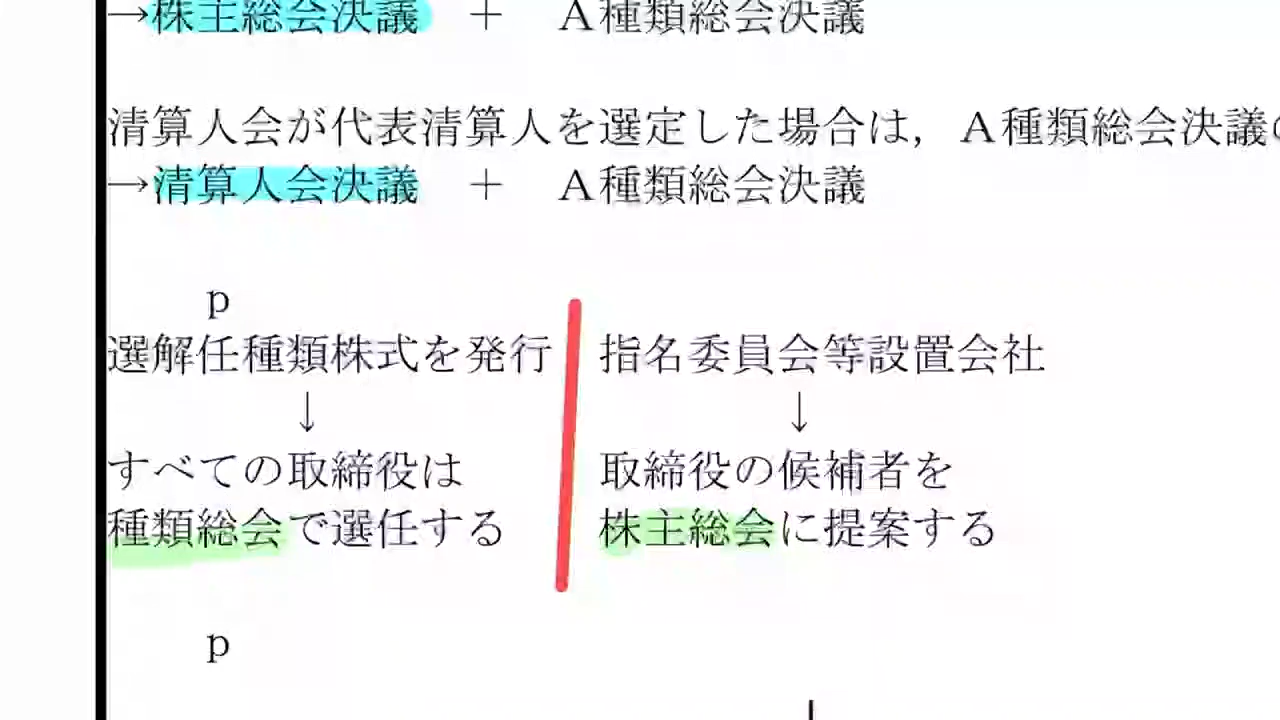 →株主総会決議　＋　Ａ種類総会決議
清算人会が代表清算人を選定した場合は，Ａ種類総会決議
→清算人会決議　＋　Ａ種類総会決議
p
選解任種類株式を発行　指名委員会等設置会社
↓　↓
すべての取締役は　取締役の候補者を
種類総会で選任する　株主総会に提案する
p